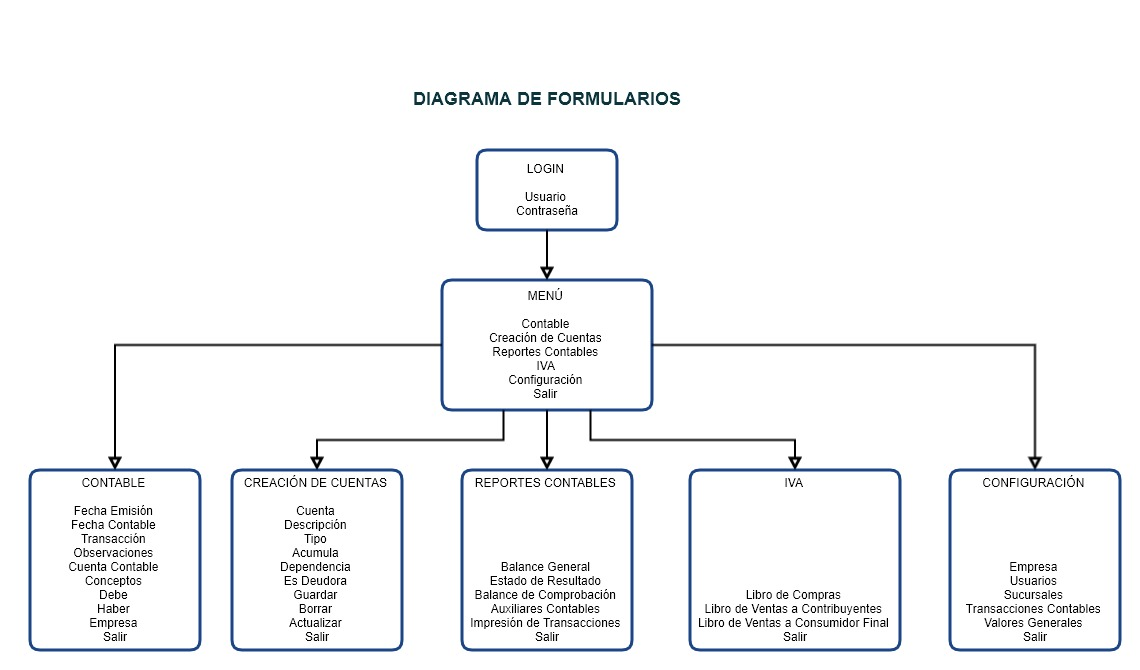 DIAGRAMA DE FORMULARIOS
LOGIN
Usuario
Contraseña
MENÚ
Contable
Creación de Cuentas
Reportes Contables
IVA
Configuración
Salir
CONTABLE
Fecha Emisión
Fecha Contable
Transacción
Observaciones
Cuenta Contable
Conceptos
Debe
Haber
Empresa
Salir
CREACIÓN DE CUENTAS
Cuenta
Descripción
Tipo
Acumula
Dependencia
Es Deudora
Guardar
Borrar
Actualizar
Salir
REPORTES CONTABLES
Balance General
Estado de Resultado
Balance de Comprobación
Auxiliares Contables
Impresión de Transacciones
Salir
IVA
Libro de Compras
Libro de Ventas a Contribuyentes
Libro de Ventas a Consumidor Final
Salir
CONFIGURACIÓN
Empresa
Usuarios
Sucursales
Transacciones Contables
Valores Generales
Salir